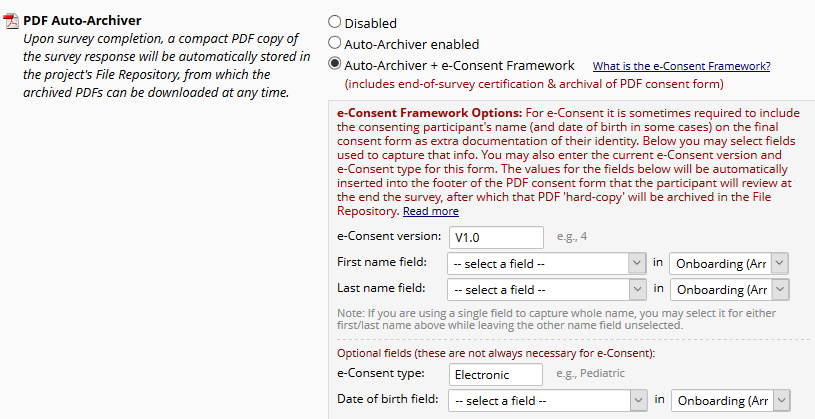 PDF Auto-Archiver
Upon survey completion, a compact PDF copy of
the survey response will be automatically stored in
the project's File Repository, from which the
archived PDFs can be downloaded at any time.
Disabled
Auto-Archiver enabled
Auto-Archiver + e-Consent Framework What is the e-Consent Framework?
(includes end-of-survey certification & archival of PDF consent form)
e-Consent Framework Options: For e-Consent it is sometimes required to include
the consenting participant's name (and date of birth in some cases) on the final
consent form as extra documentation of their identity. Below you may select fields
used to capture that info. You may also enter the current e-Consent version and
e-Consent type for this form. The values for the fields below will be automatically
inserted into the footer of the PDF consent form that the participant will review at
the end the survey, after which that PDF 'hard-copy' will be archived in the File
Repository. Read more
e-Consent version: V1.0 e.g., 4
First name field: -- select a field -- in Onboarding (Arr
Last name field: -- select a field -- in Onboarding (Arr
Note: If you are using a single field to capture whole name, you may select it for either
first/last name above while leaving the other name field unselected.
Optional fields (these are not always necessary for e-Consent):
e-Consent type: Electronic e.g., Pediatric
Date of birth field: -- select a field -- in Onboarding (Arr